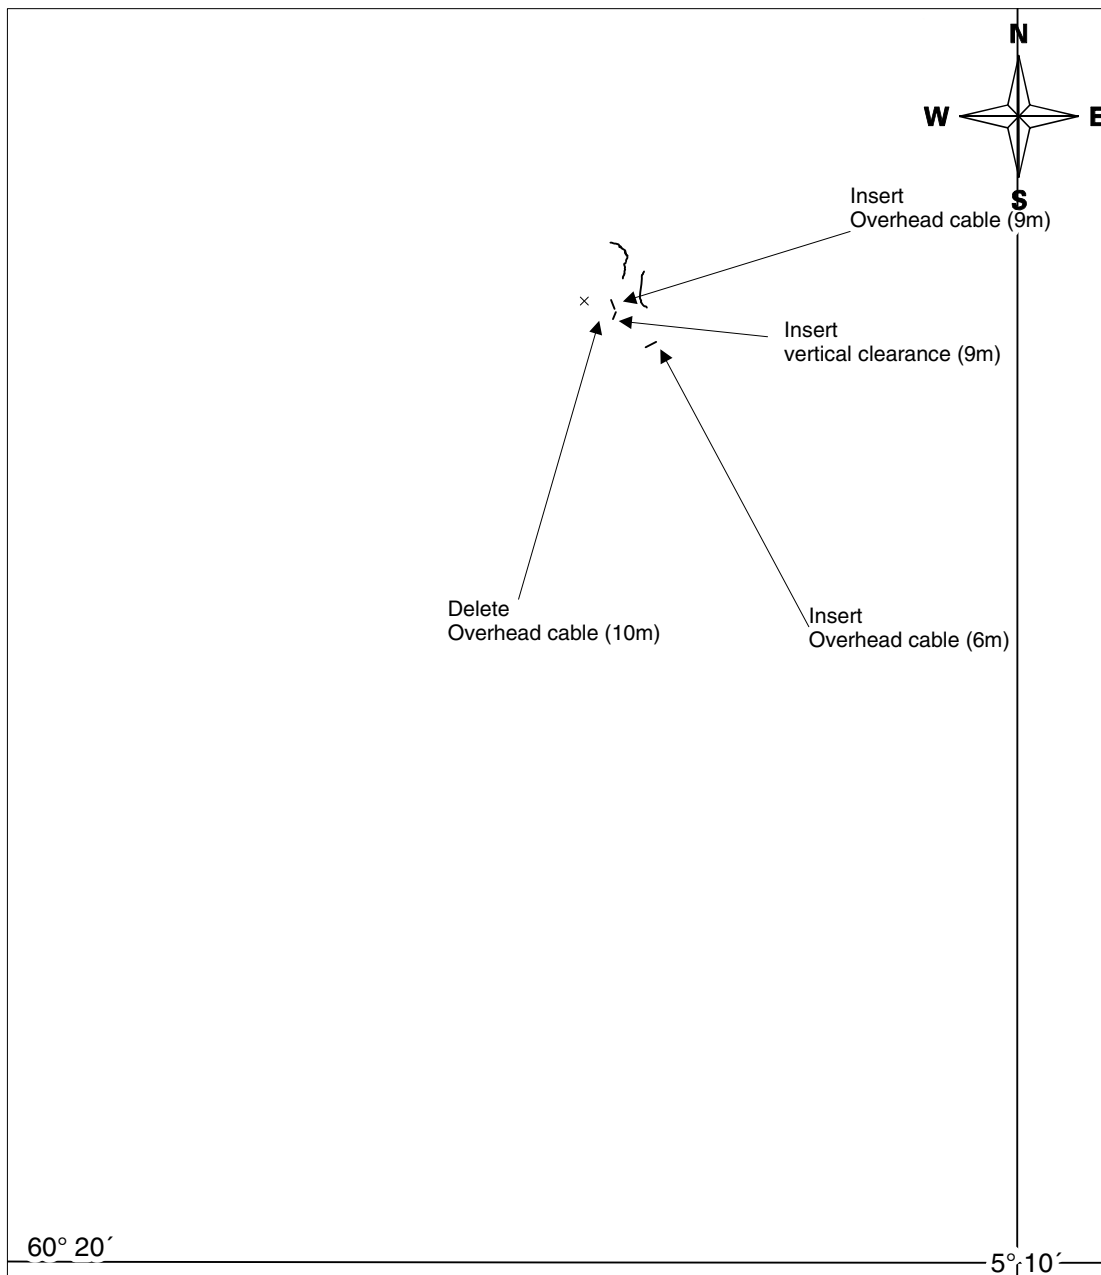 N
W
E
S
Insert
Overhead cable (9m)
Insert
vertical clearance (9m)
Delete
Overhead cable (10m)
Insert
Overhead cable (6m)
60° 20´
5° 10´